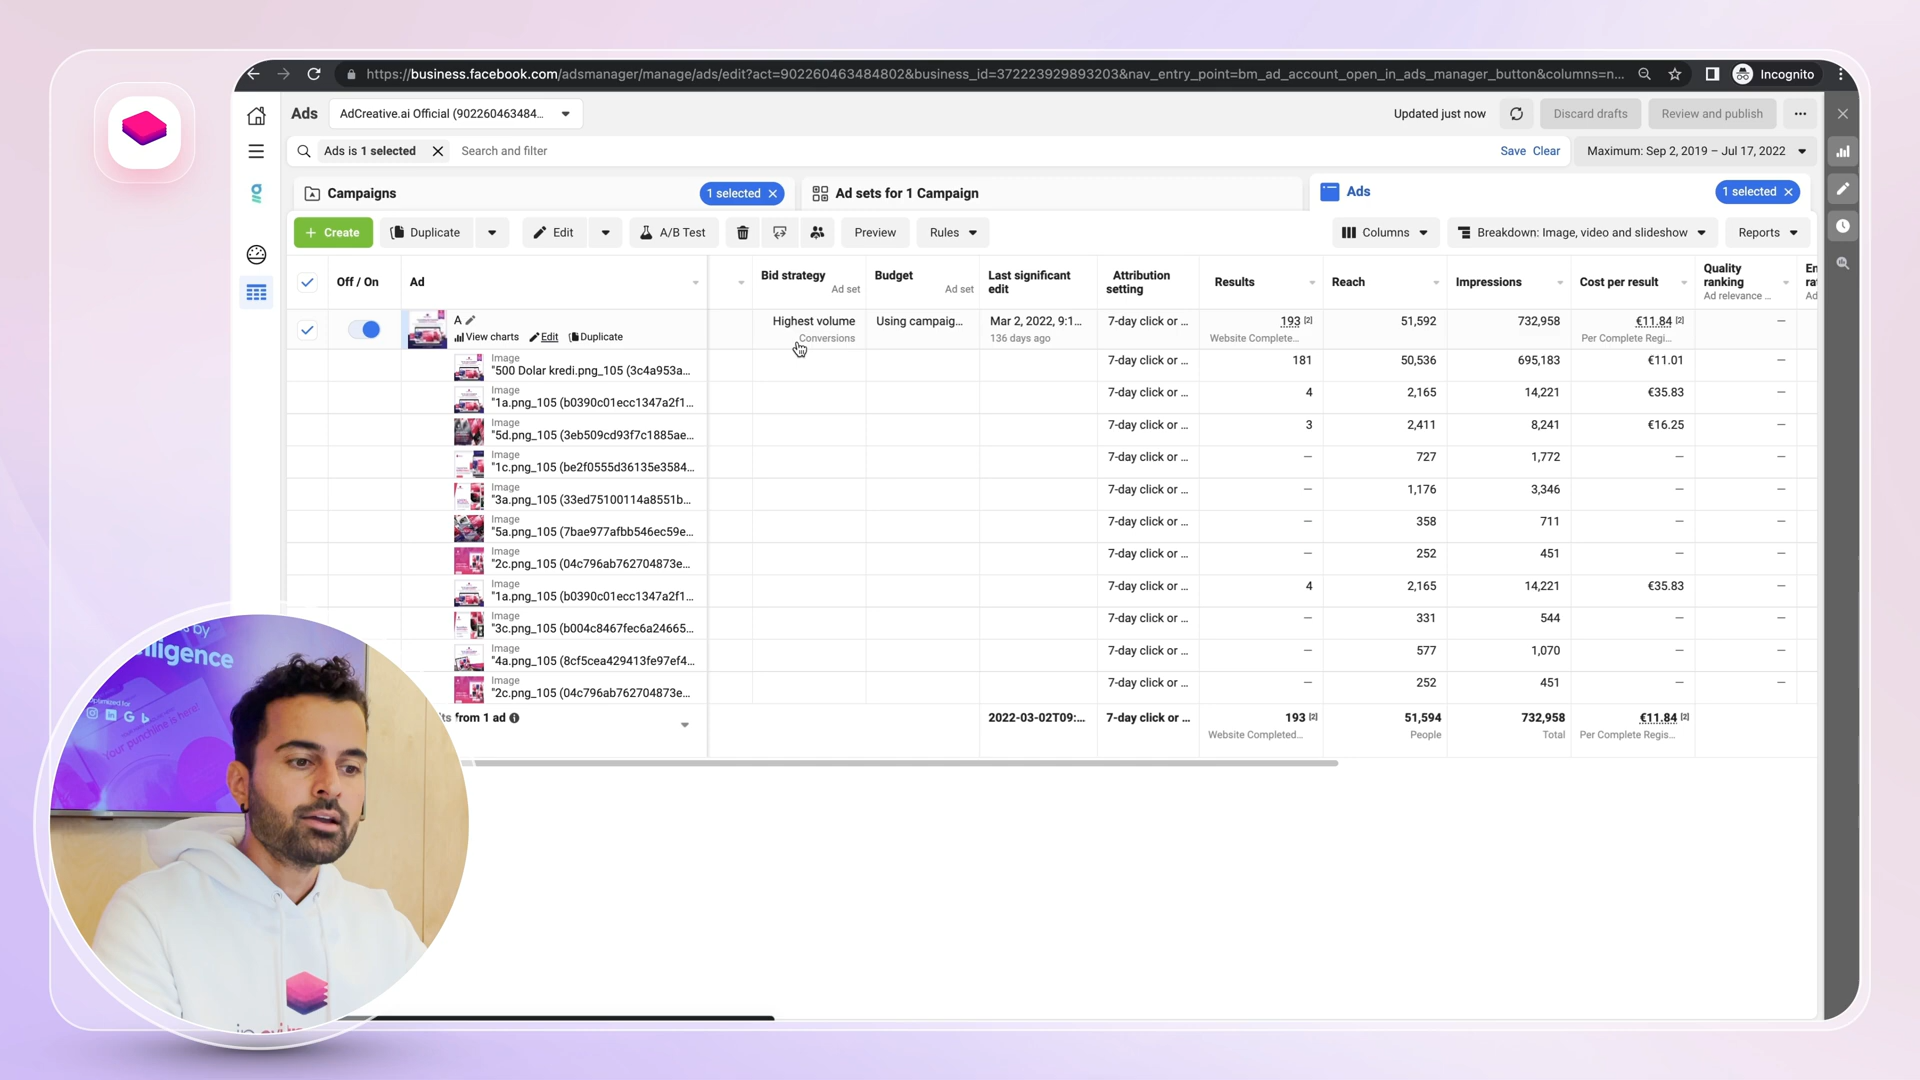 https://business.facebook.com/adsmanager/manage/ads/edit?act=902260463484802&business_id=372223929893203&nav_entry_point=bm_ad_account_open_in_ads_manager_button&columns=n...
Incognito
Ads
AdCreative.ai Official (902260463484...
Updated just now
Discard drafts
Review and publish
Ads is 1 selected
Search and filter
Save
Clear
Maximum: Sep 2, 2019 – Jul 17, 2022
Campaigns
1 selected
Ad sets for 1 Campaign
Ads
1 selected
+ Create
Duplicate
Edit
A/B Test
Preview
Rules
Columns
Breakdown: Image, video and slideshow
Reports
Off / On
Ad
Bid strategy
Ad set
Budget
Ad set
Last significant edit
Attribution setting
Results
Reach
Impressions
Cost per result
Quality ranking
Ad relevance ...
A
View charts
Edit
Duplicate
Highest volume
Conversions
Using campaig...
Mar 2, 2022, 9:1...
136 days ago
7-day click or ...
193 [2]
Website Complete...
51,592
732,958
€11.84 [2]
Per Complete Regi...
—
Image
"500 Dolar kredi.png_105 (3c4a953a...
7-day click or ... 181 50,536 695,183 €11.01 —
Image
"1a.png_105 (b0390c01ecc1347a2f1...
7-day click or ... 4 2,165 14,221 €35.83 —
Image
"5d.png_105 (3eb509cd93f7c1885ae...
7-day click or ... 3 2,411 8,241 €16.25 —
Image
"1c.png_105 (be2f0555d36135e3584...
7-day click or ... — 727 1,772 — —
Image
"3a.png_105 (33ed75100114a8551b...
7-day click or ... — 1,176 3,346 — —
Image
"5a.png_105 (7bae977afbb546ec59e...
7-day click or ... — 358 711 — —
Image
"2c.png_105 (04c796ab762704873e...
7-day click or ... — 252 451 — —
Image
"1a.png_105 (b0390c01ecc1347a2f1...
7-day click or ... 4 2,165 14,221 €35.83 —
Image
"3c.png_105 (b004c8467fec6a24665...
7-day click or ... — 331 544 — —
Image
"4a.png_105 (8cf5cea429413fe97ef4...
7-day click or ... — 577 1,070 — —
Image
"2c.png_105 (04c796ab762704873e...
7-day click or ... — 252 451 — —
from 1 ad
2022-03-02T09:...
7-day click or ...
193 [2]
Website Completed...
51,594
People
732,958
Total
€11.84 [2]
Per Complete Regis...
by
Your punchline is here!